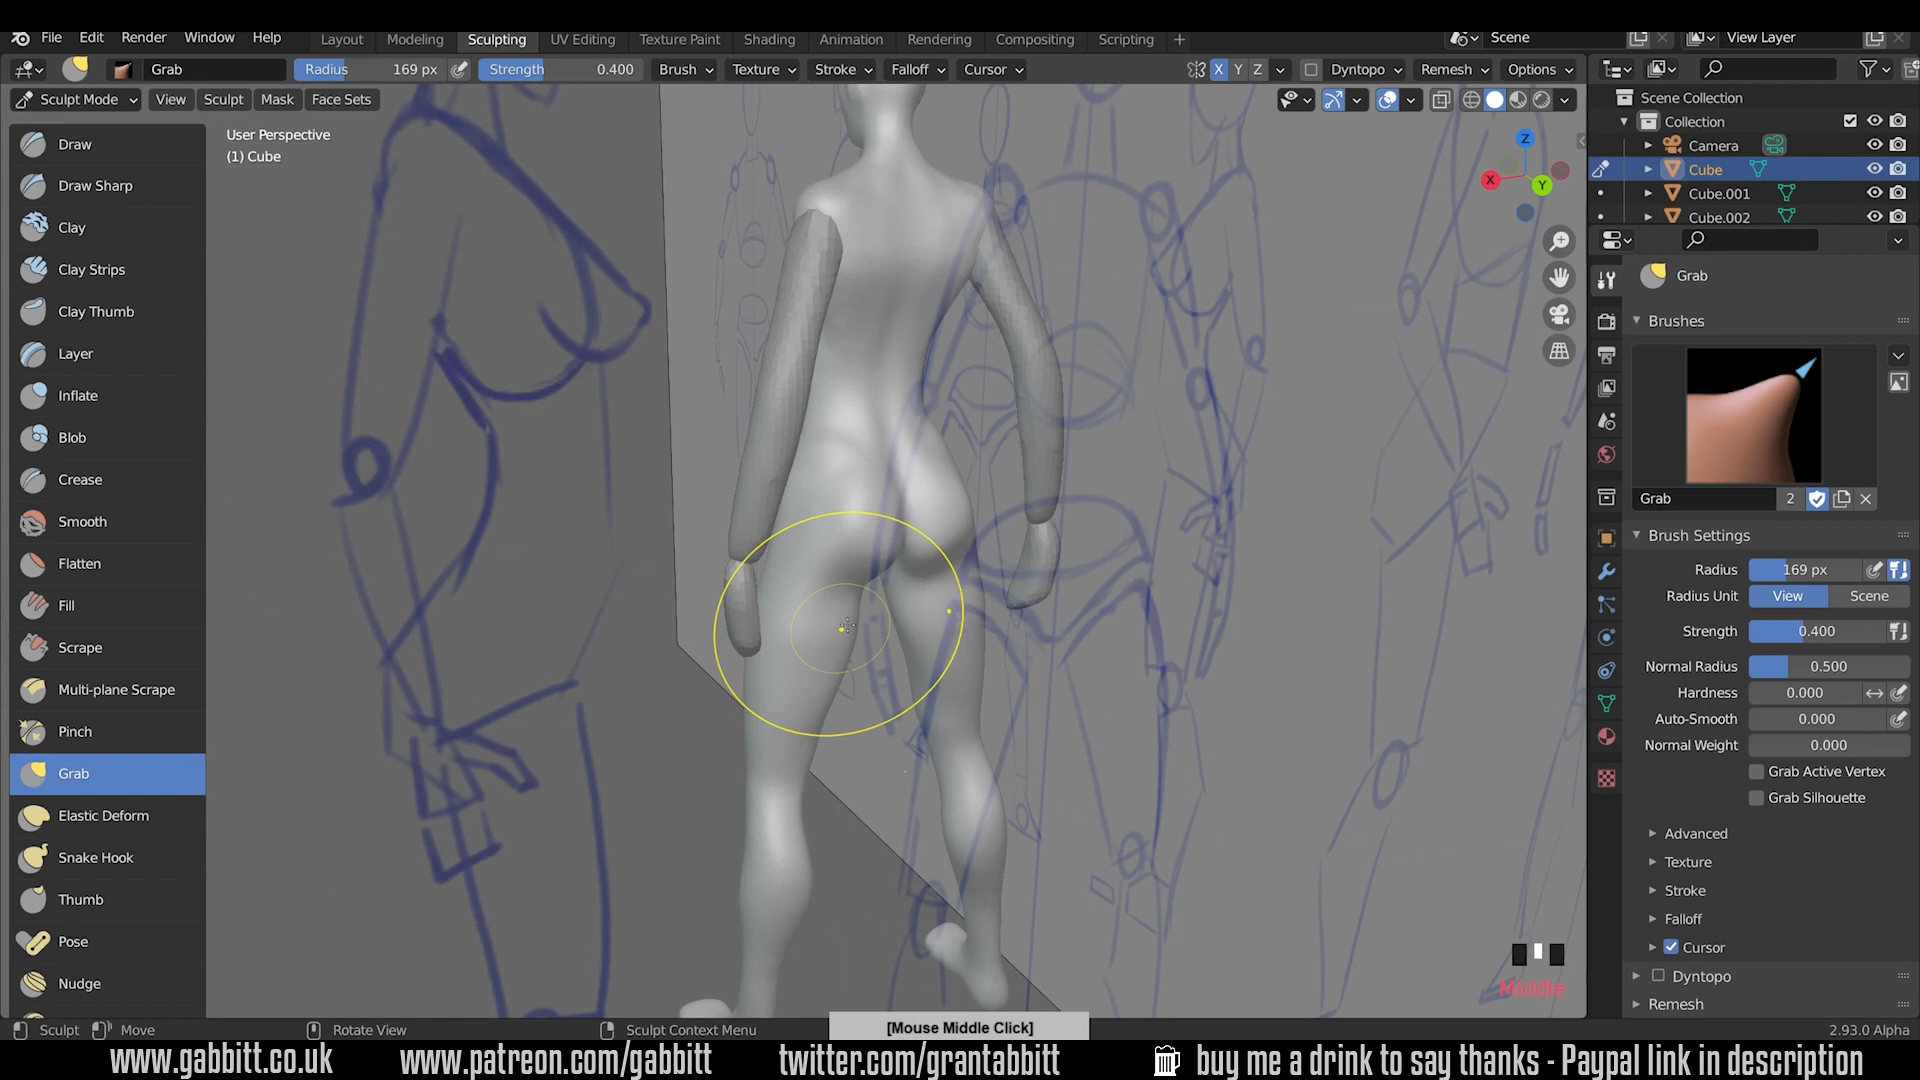 File Edit Render Window Help Layout Modeling Sculpting UV Editing Texture Paint Shading Animation Rendering Compositing Scripting + Scene View Layer
Grab Radius 169 px Strength 0.400 Brush Texture Stroke Falloff Cursor X Y Z Dyntopo Remesh Options
Sculpt Mode View Sculpt Mask Face Sets
User Perspective
(1) Cube
Draw
Draw Sharp
Clay
Clay Strips
Clay Thumb
Layer
Inflate
Blob
Crease
Smooth
Flatten
Fill
Scrape
Multi-plane Scrape
Pinch
Grab
Elastic Deform
Snake Hook
Thumb
Pose
Nudge
Z
X
Y
Middle
Scene Collection
Collection
Camera
Cube
Cube.001
Cube.002
Grab
Brushes
Grab 2
Brush Settings
Radius 169 px
Radius Unit View Scene
Strength 0.400
Normal Radius 0.500
Hardness 0.000
Auto-Smooth 0.000
Normal Weight 0.000
Grab Active Vertex
Grab Silhouette
Advanced
Texture
Stroke
Falloff
Cursor
Dyntopo
Remesh
Sculpt Move Rotate View Sculpt Context Menu [Mouse Middle Click] 2.93.0 Alpha
www.gabbitt.co.uk www.patreon.com/gabbitt twitter.com/grantabbitt buy me a drink to say thanks - Paypal link in description